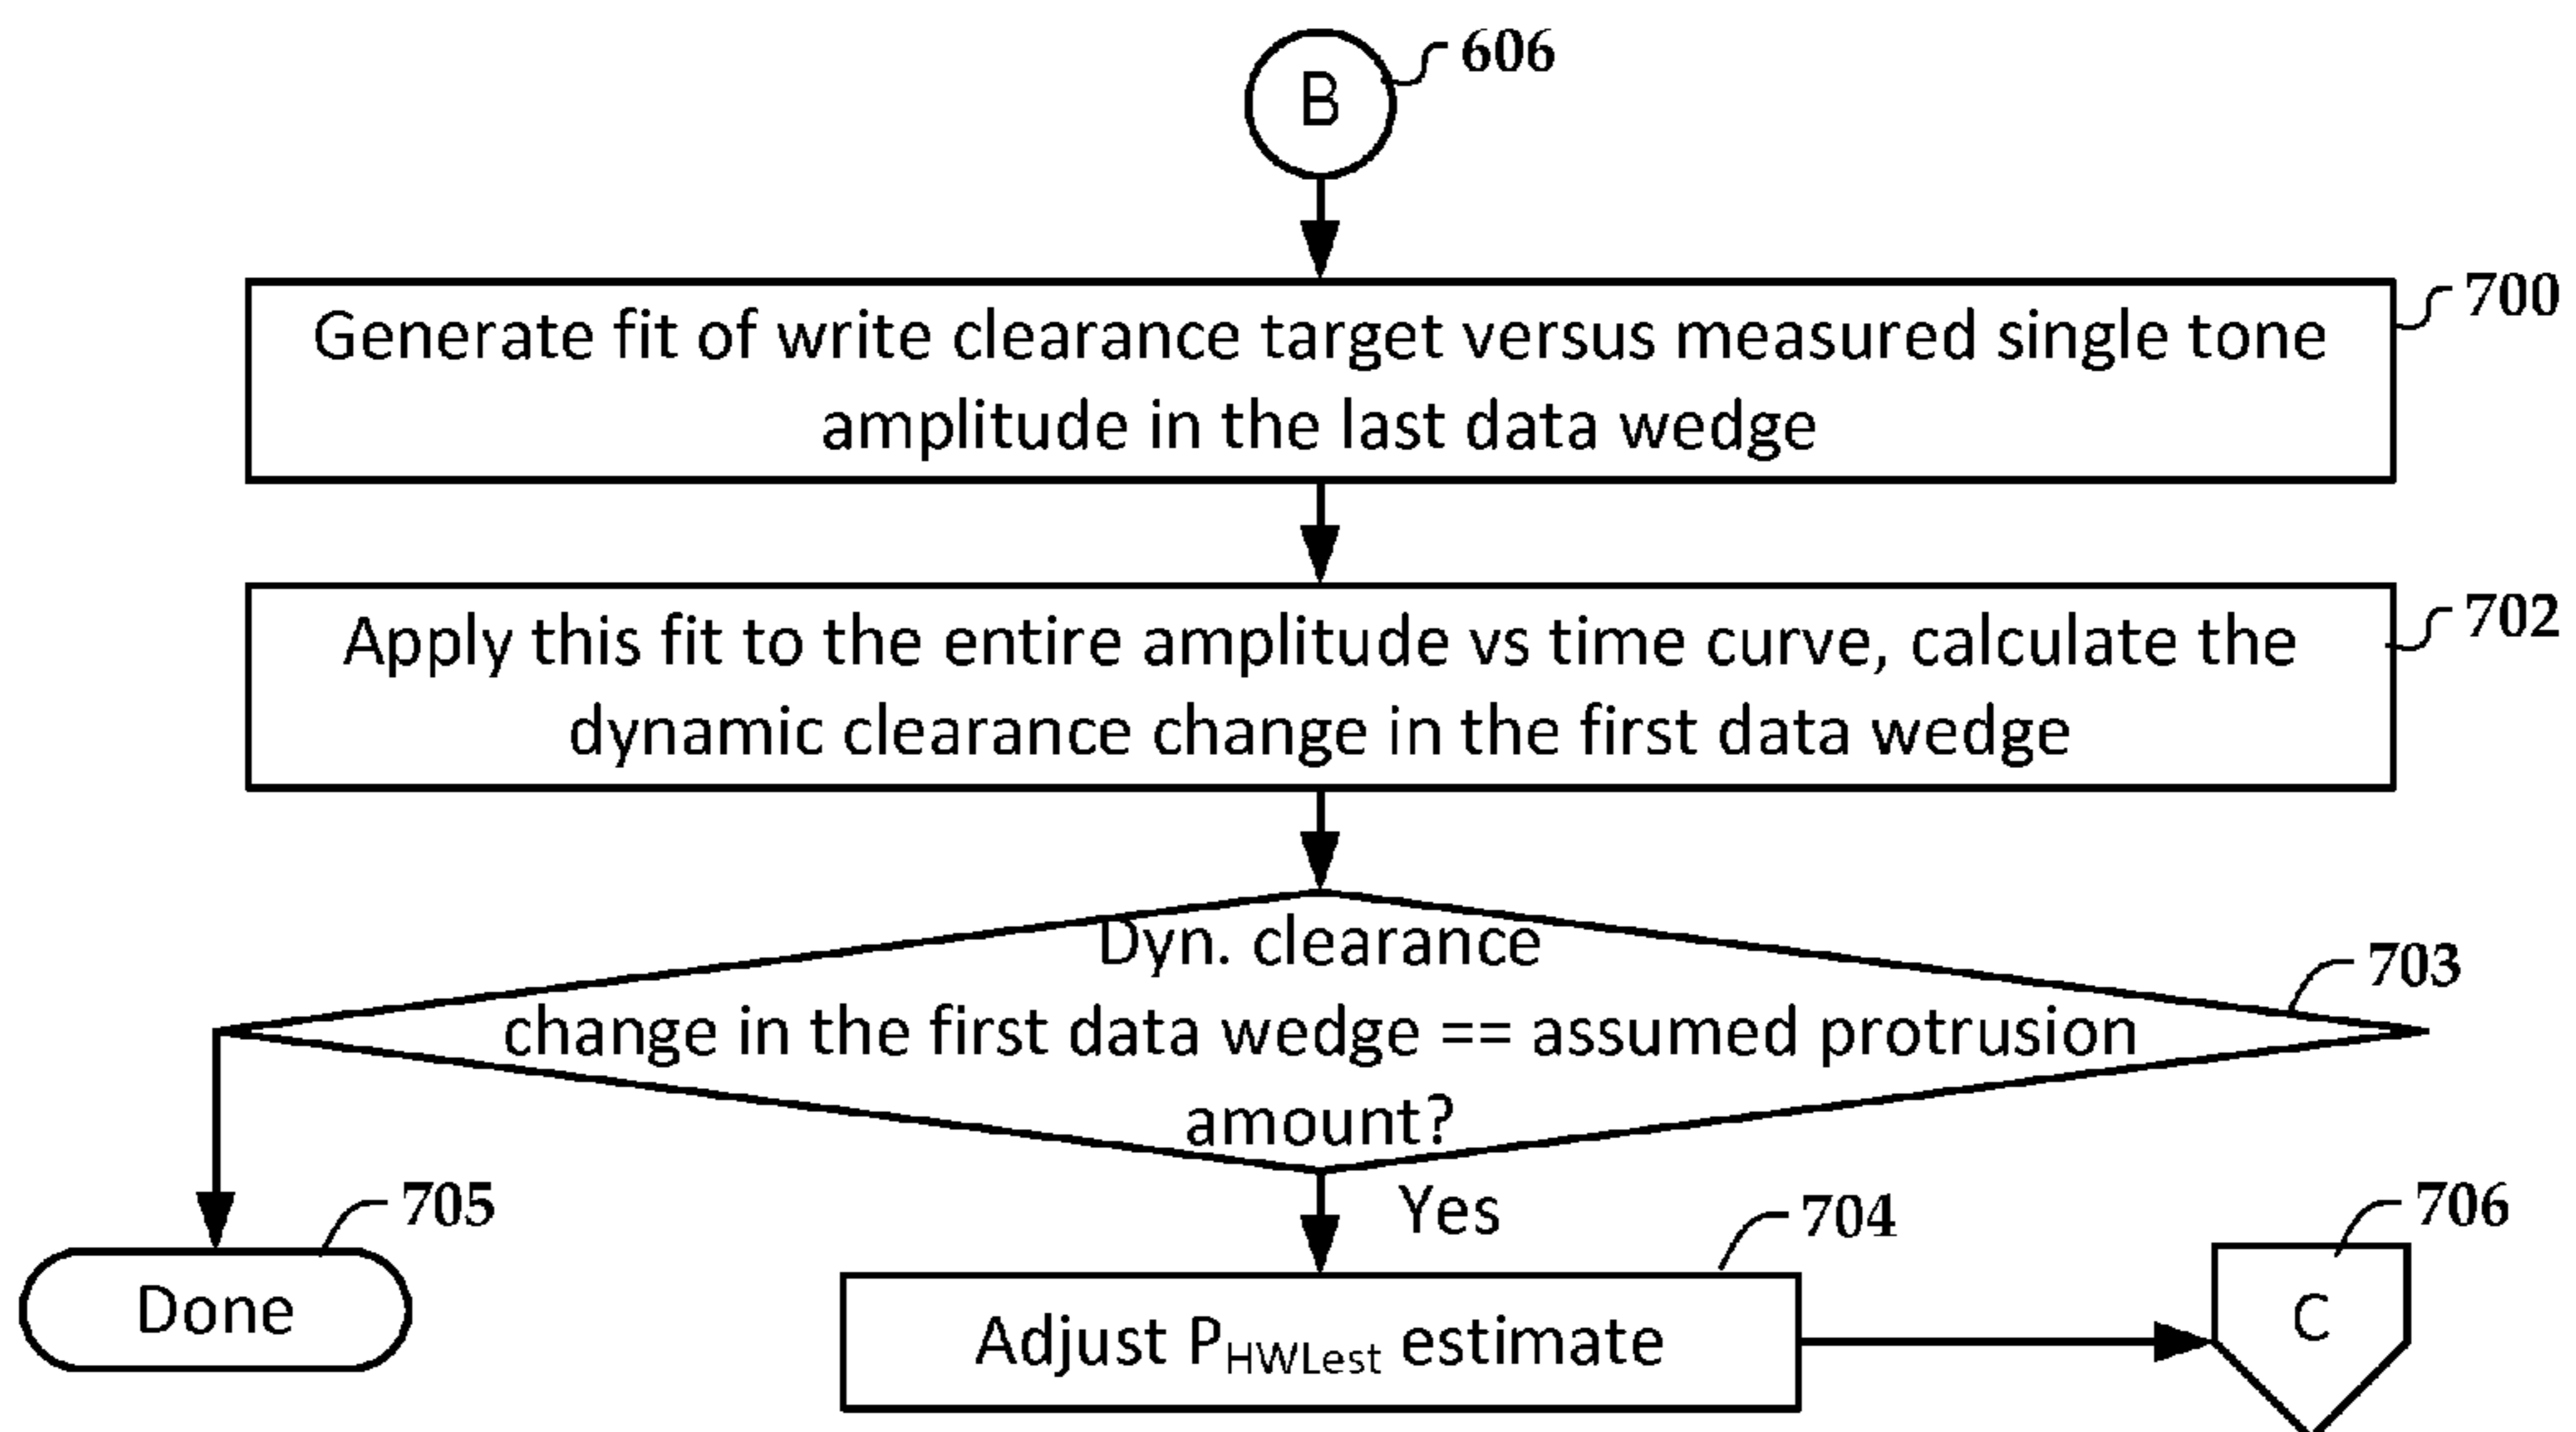 B
606
700
Generate fit of write clearance target versus measured single tone
amplitude in the last data wedge
702
Apply this fit to the entire amplitude vs time curve, calculate the
dynamic clearance change in the first data wedge
703
Dyn. clearance
change in the first data wedge == assumed protrusion
amount?
Yes
705
Done
704
Adjust PHWLest estimate
706
C